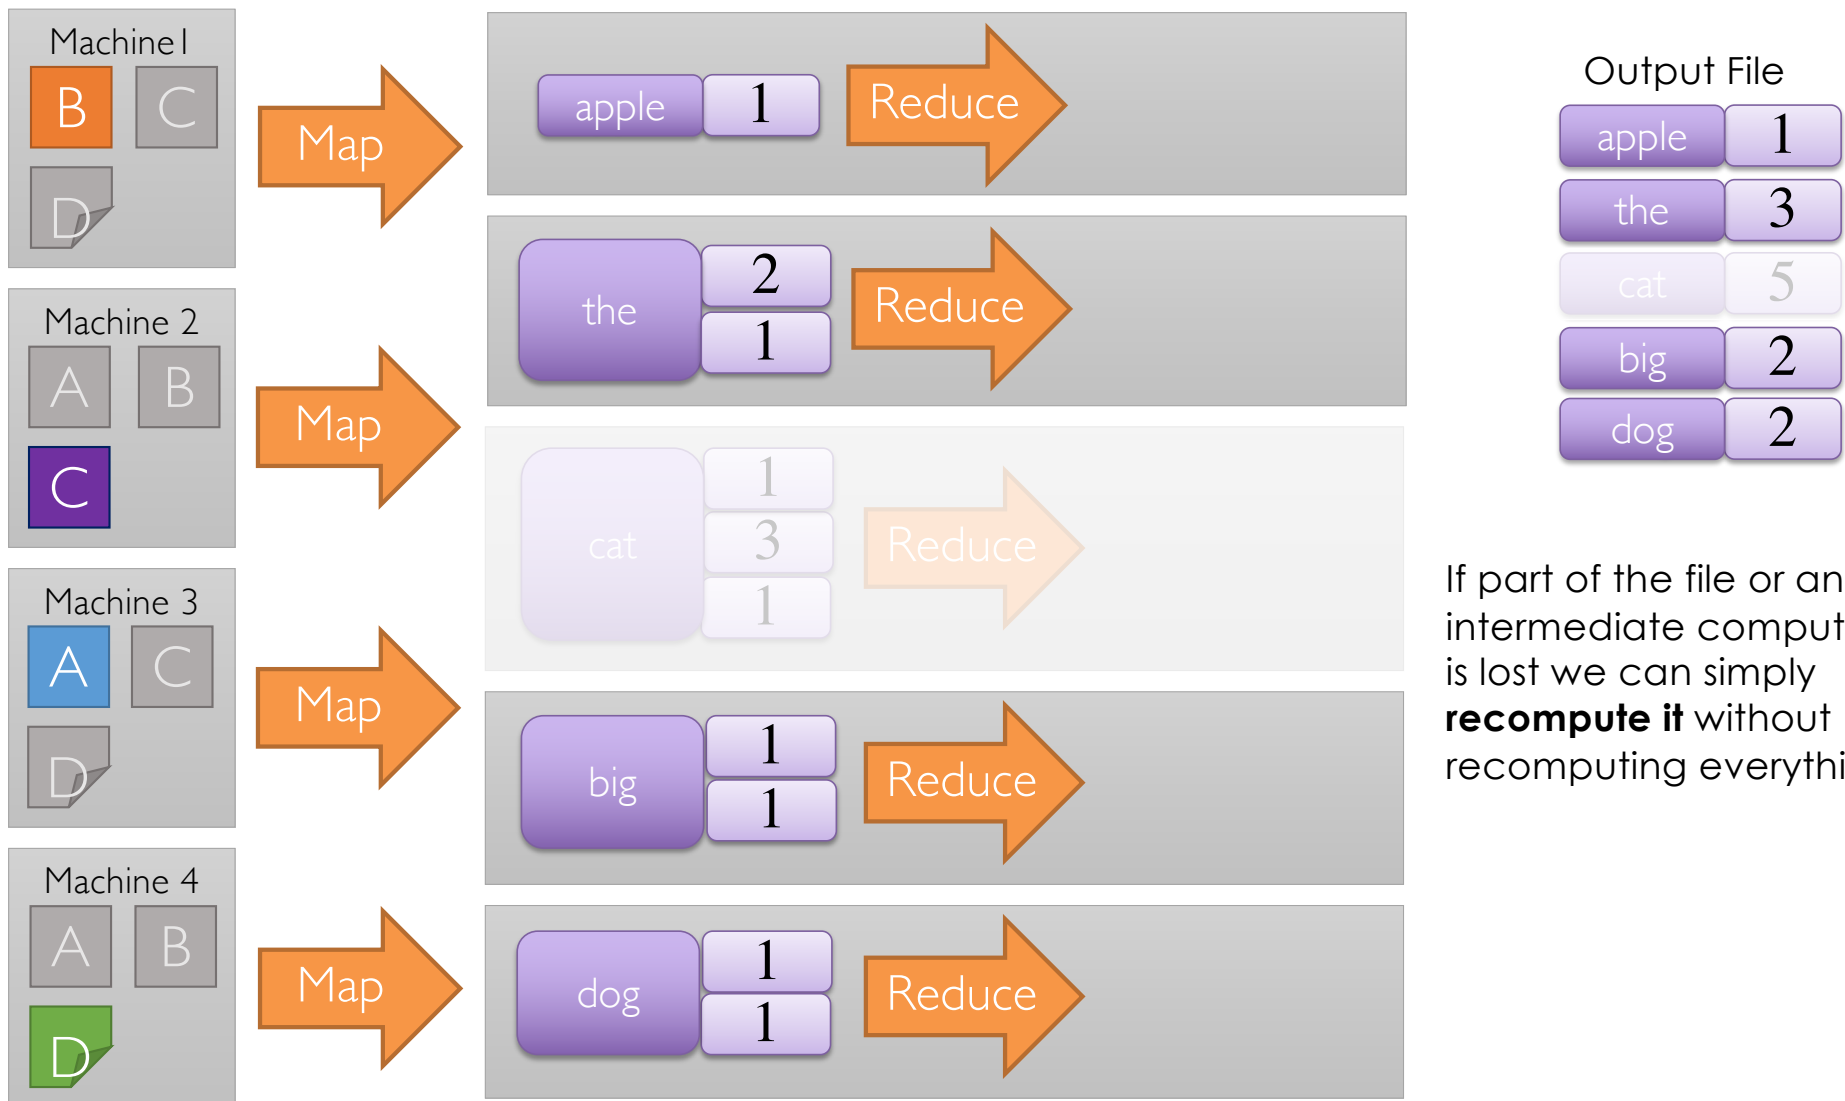 Machine1
B C
D
Map
apple 1
Reduce
Machine 2
A B
C
Map
the 2
1
Reduce
cat 1
3
1
Reduce
Machine 3
A C
D
Map
big 1
1
Reduce
Machine 4
A B
D
Map
dog 1
1
Reduce
Output File
apple 1
the 3
cat 5
big 2
dog 2
If part of the file or an
intermediate comput
is lost we can simply
recompute it without
recomputing everythi